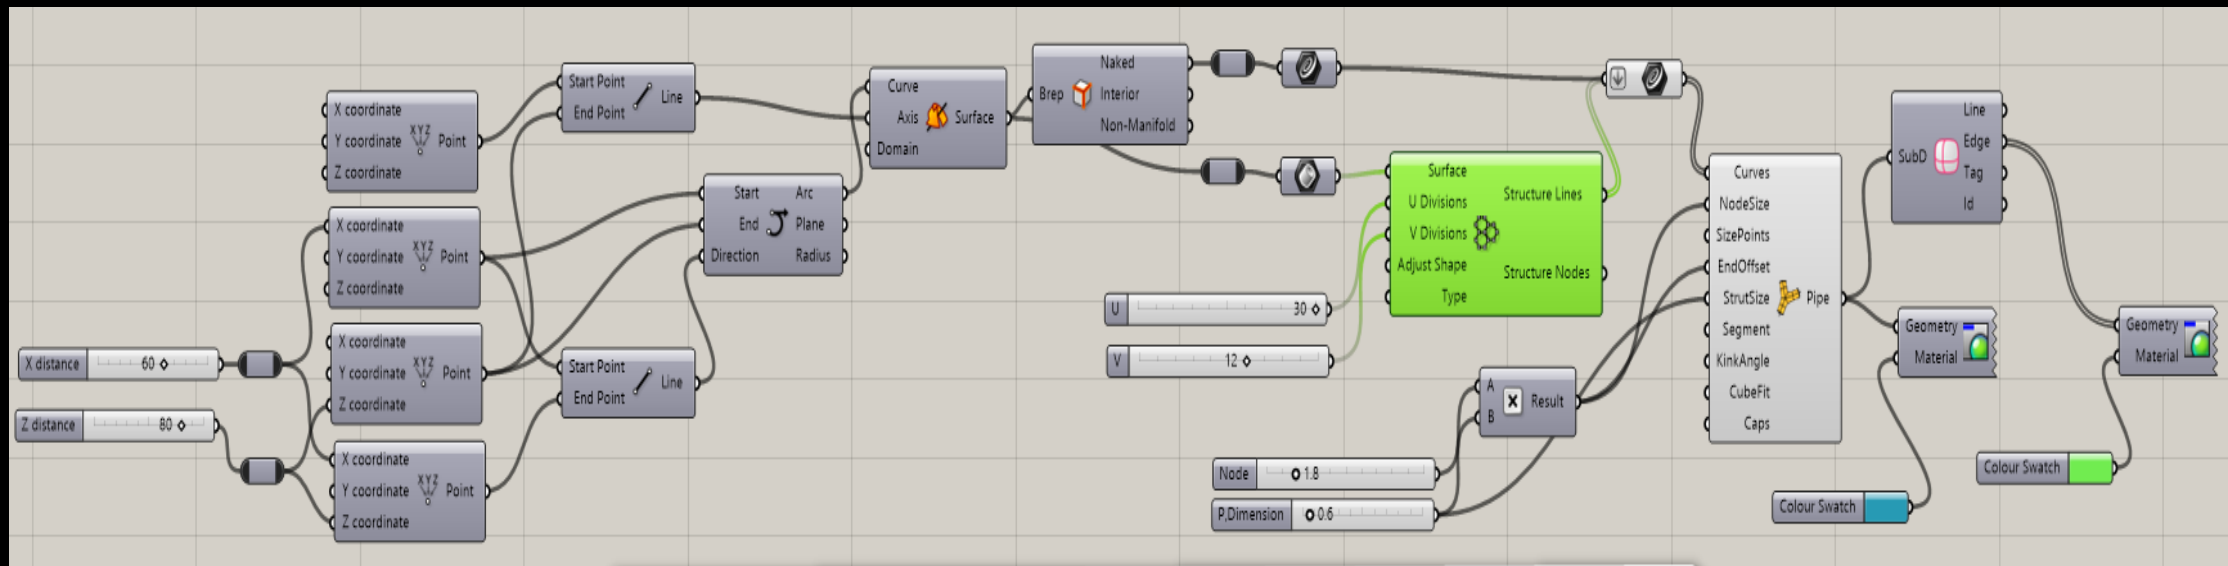 X distance
60
Z distance
80
X coordinate
Y coordinate
Z coordinate
XYZ
Point
X coordinate
Y coordinate
Z coordinate
XYZ
Point
X coordinate
Y coordinate
Z coordinate
XYZ
Point
X coordinate
Y coordinate
Z coordinate
XYZ
Point
Start Point
End Point
Line
Start Point
End Point
Line
Start
End
Direction
Arc
Plane
Radius
Curve
Axis
Domain
Surface
Brep
Naked
Interior
Non-Manifold
U
30
V
12
Surface
U Divisions
V Divisions
Adjust Shape
Type
Structure Lines
Structure Nodes
Node
1.8
P,Dimension
0.6
A
B
Result
Curves
NodeSize
SizePoints
EndOffset
StrutSize
Segment
KinkAngle
CubeFit
Caps
Pipe
SubD
Line
Edge
Tag
Id
Geometry
Material
Colour Swatch
Geometry
Material
Colour Swatch